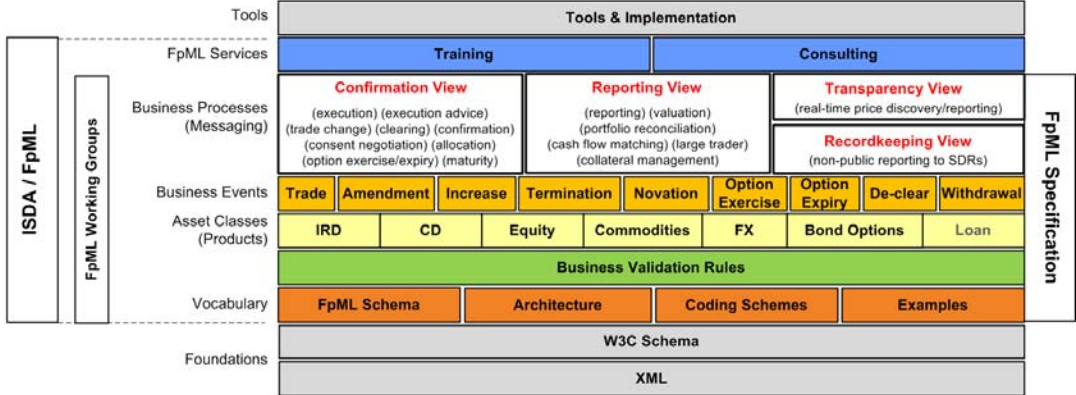 Tools
Tools & Implementation
ISDA / FpML
FpML Working Groups
FpML Services
Training
Consulting
Business Processes
(Messaging)
Confirmation View
(execution) (execution advice)
(trade change) (clearing) (confirmation)
(consent negotiation) (allocation)
(option exercise/expiry) (maturity)
Reporting View
(reporting) (valuation)
(portfolio reconciliation)
(cash flow matching) (large trader)
(collateral management)
Transparency View
(real-time price discovery/reporting)
Recordkeeping View
(non-public reporting to SDRs)
FpML Specification
Business Events
Trade
Amendment
Increase
Termination
Novation
Option
Exercise
Option
Expiry
De-clear
Withdrawal
Asset Classes
(Products)
IRD
CD
Equity
Commodities
FX
Bond Options
Loan
Business Validation Rules
Vocabulary
FpML Schema
Architecture
Coding Schemes
Examples
Foundations
W3C Schema
XML